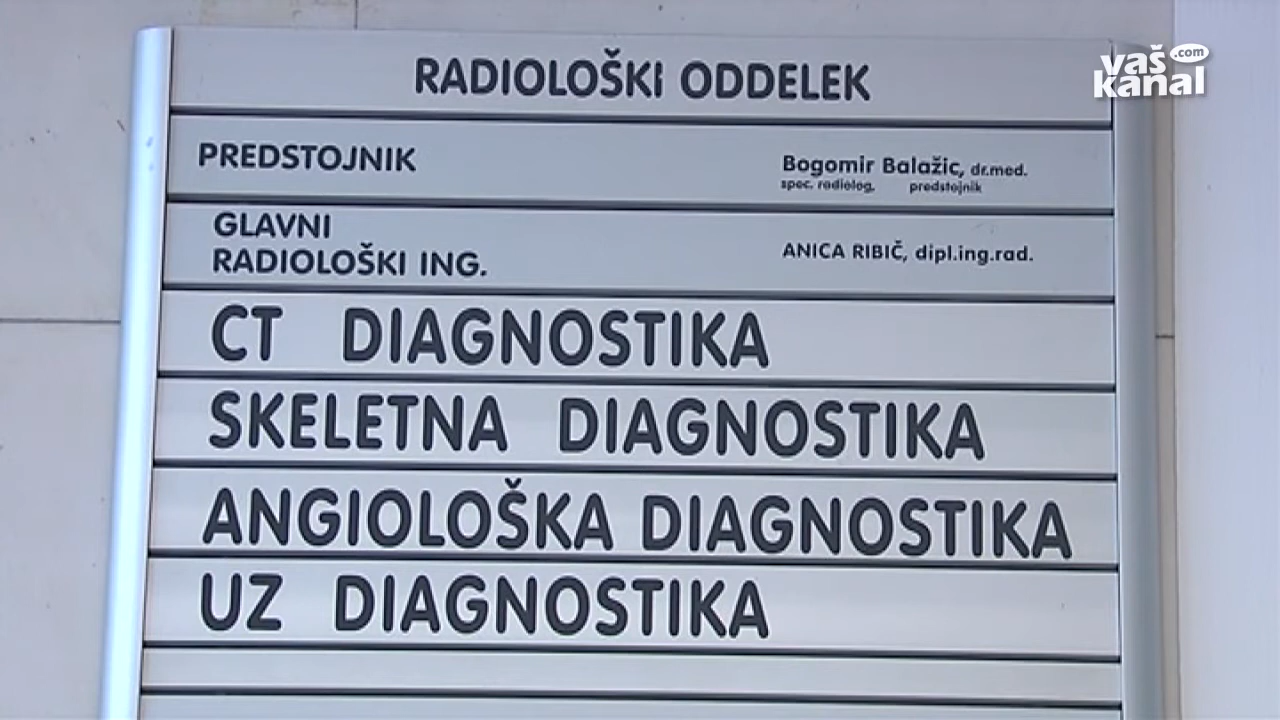 RADIOLOŠKI ODDELEK
vaš .com
kanal
PREDSTOJNIK
Bogomir Balažic, dr.med.
spec. radiolog, predstojnik
GLAVNI
RADIOLOŠKI ING.
ANICA RIBIČ, dipl.ing.rad.
CT DIAGNOSTIKA
SKELETNA DIAGNOSTIKA
ANGIOLOŠKA DIAGNOSTIKA
UZ DIAGNOSTIKA